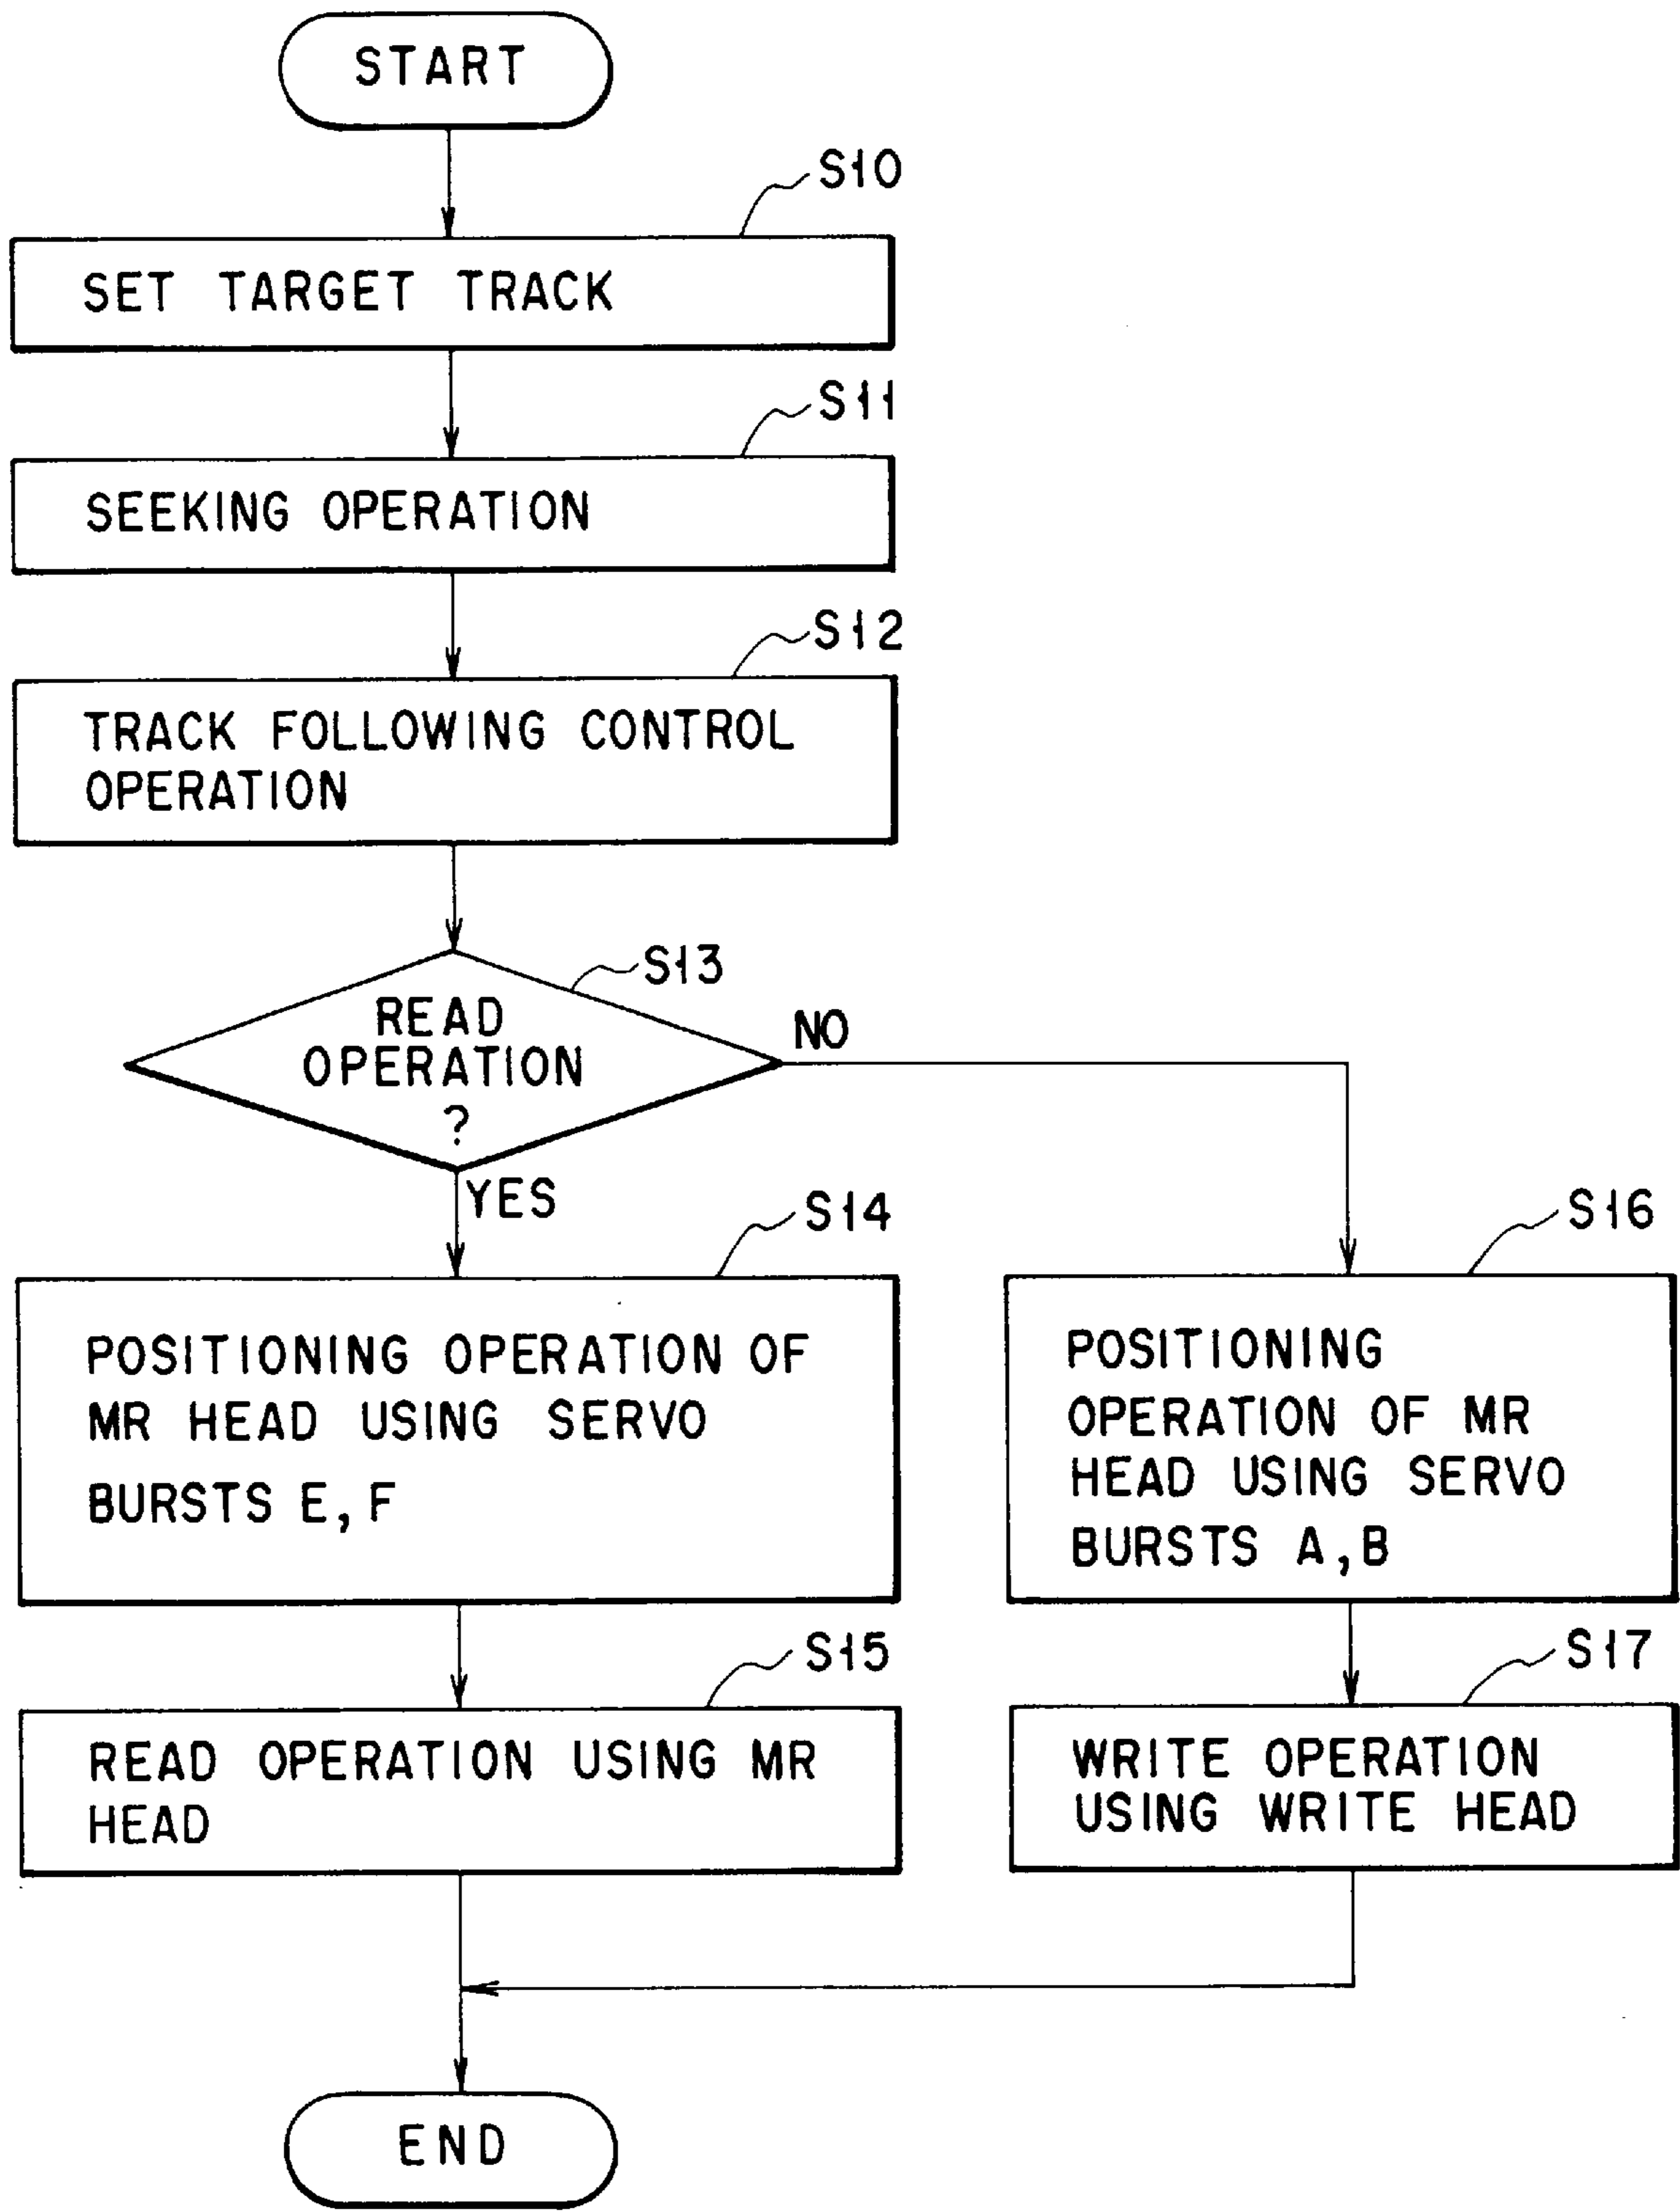 START
S10
SET TARGET TRACK
S11
SEEKING OPERATION
S12
TRACK FOLLOWING CONTROL
OPERATION
S13
READ
OPERATION
?
NO
YES
S14
POSITIONING OPERATION OF
MR HEAD USING SERVO
BURSTS E, F
S16
POSITIONING
OPERATION OF MR
HEAD USING SERVO
BURSTS A, B
S15
READ OPERATION USING MR
HEAD
S17
WRITE OPERATION
USING WRITE HEAD
END